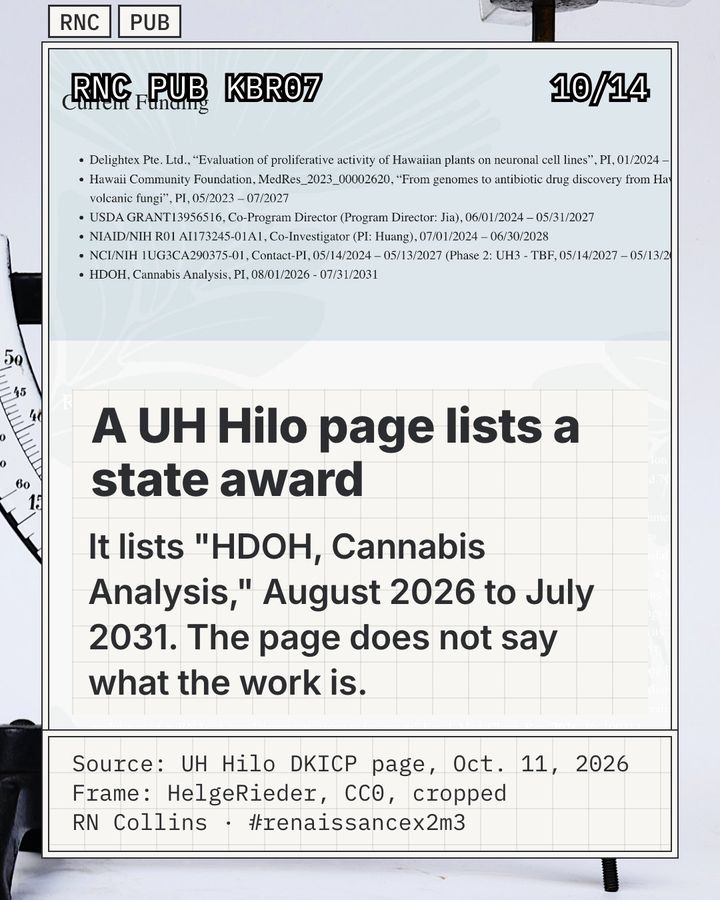 RNC PUB
RNC PUB KBR07 10/14
Current Funding
• Delightex Pte. Ltd., “Evaluation of proliferative activity of Hawaiian plants on neuronal cell lines”, PI, 01/2024 –
• Hawaii Community Foundation, MedRes_2023_00002620, “From genomes to antibiotic drug discovery from Haw
volcanic fungi”, PI, 05/2023 – 07/2027
• USDA GRANT13956516, Co-Program Director (Program Director: Jia), 06/01/2024 – 05/31/2027
• NIAID/NIH R01 AI173245-01A1, Co-Investigator (PI: Huang), 07/01/2024 – 06/30/2028
• NCI/NIH 1UG3CA290375-01, Contact-PI, 05/14/2024 – 05/13/2027 (Phase 2: UH3 - TBF, 05/14/2027 – 05/13/20
• HDOH, Cannabis Analysis, PI, 08/01/2026 - 07/31/2031
50
45
60
A UH Hilo page lists a
state award
It lists "HDOH, Cannabis
Analysis," August 2026 to July
2031. The page does not say
what the work is.
Source: UH Hilo DKICP page, Oct. 11, 2026
Frame: HelgeRieder, CC0, cropped
RN Collins · #renaissancex2m3